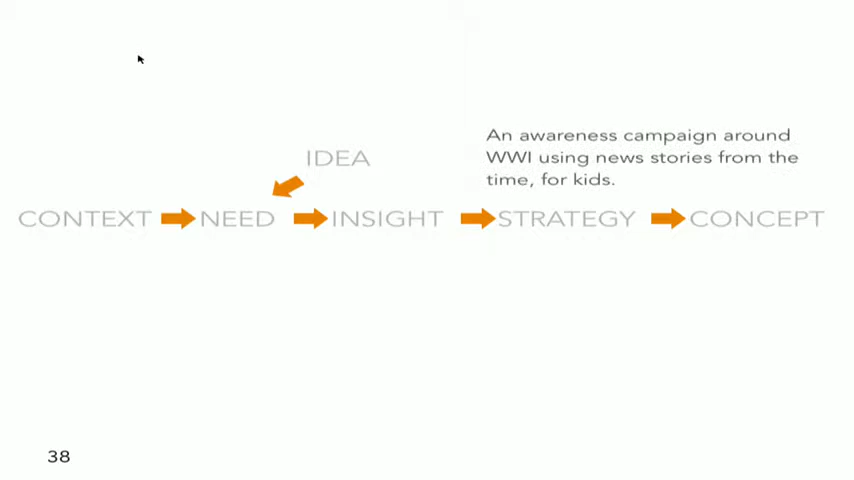 An awareness campaign around
WWI using news stories from the
time, for kids.
IDEA
CONTEXT NEED INSIGHT STRATEGY CONCEPT
38